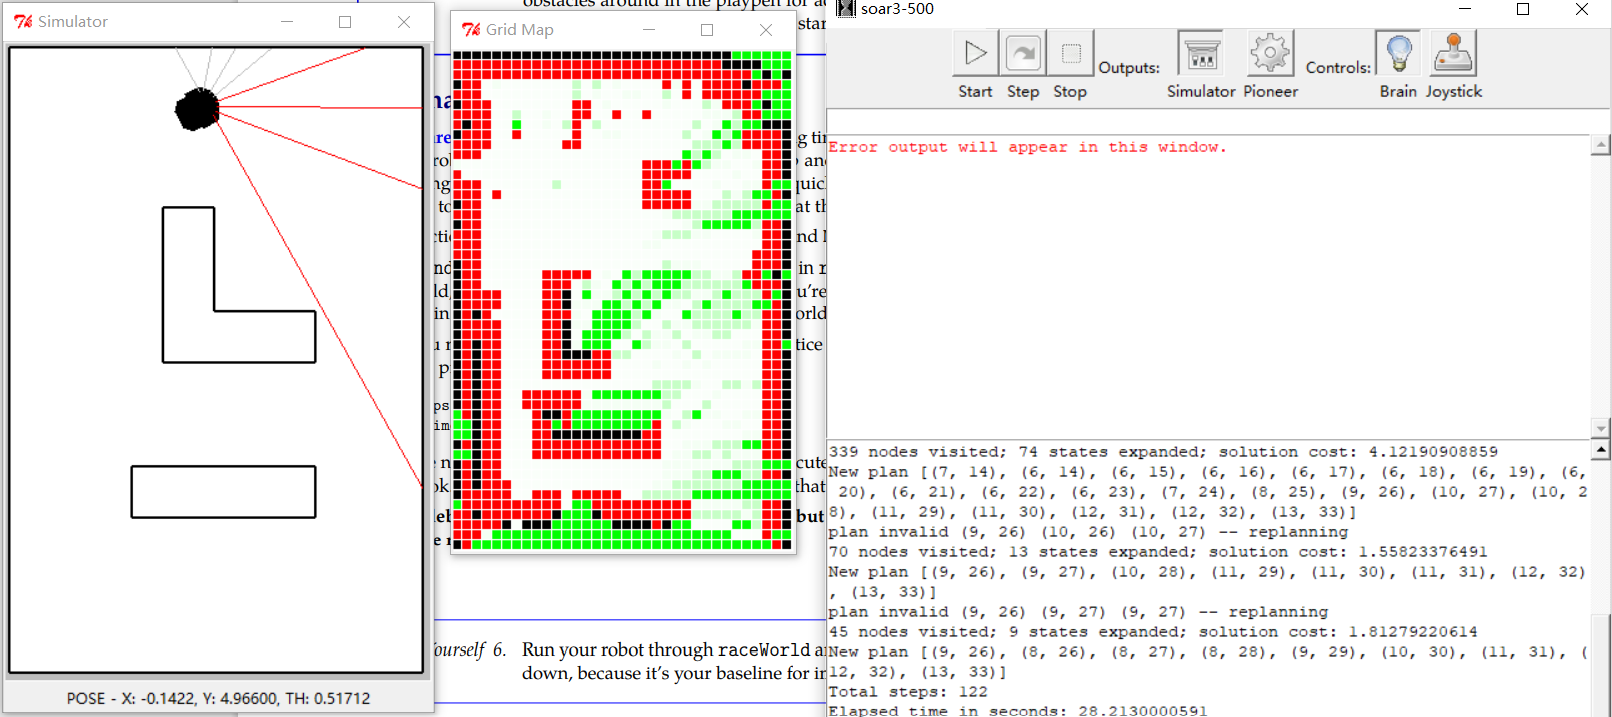 Simulator
POSE - X: -0.1422, Y: 4.96600, TH: 0.51712
obstacles around in the playpen for
star
Grid Map
ourself 6. Run your robot through raceWorld
down, because it's your baseline for
soar3-500
Start
Step
Stop
Outputs:
Simulator
Pioneer
Controls:
Brain
Joystick
Error output will appear in this window.
339 nodes visited; 74 states expanded; solution cost: 4.12190908859
New plan [(7, 14), (6, 14), (6, 15), (6, 16), (6, 17), (6, 18), (6, 19), (6,
20), (6, 21), (6, 22), (6, 23), (7, 24), (8, 25), (9, 26), (10, 27), (10, 2
8), (11, 29), (11, 30), (12, 31), (12, 32), (13, 33)]
plan invalid (9, 26) (10, 26) (10, 27) -- replanning
70 nodes visited; 13 states expanded; solution cost: 1.55823376491
New plan [(9, 26), (9, 27), (10, 28), (11, 29), (11, 30), (11, 31), (12, 32)
, (13, 33)]
plan invalid (9, 26) (9, 27) (9, 27) -- replanning
45 nodes visited; 9 states expanded; solution cost: 1.81279220614
New plan [(9, 26), (8, 26), (8, 27), (8, 28), (9, 29), (10, 30), (11, 31), (
12, 32), (13, 33)]
Total steps: 122
Elapsed time in seconds: 28.2130000591